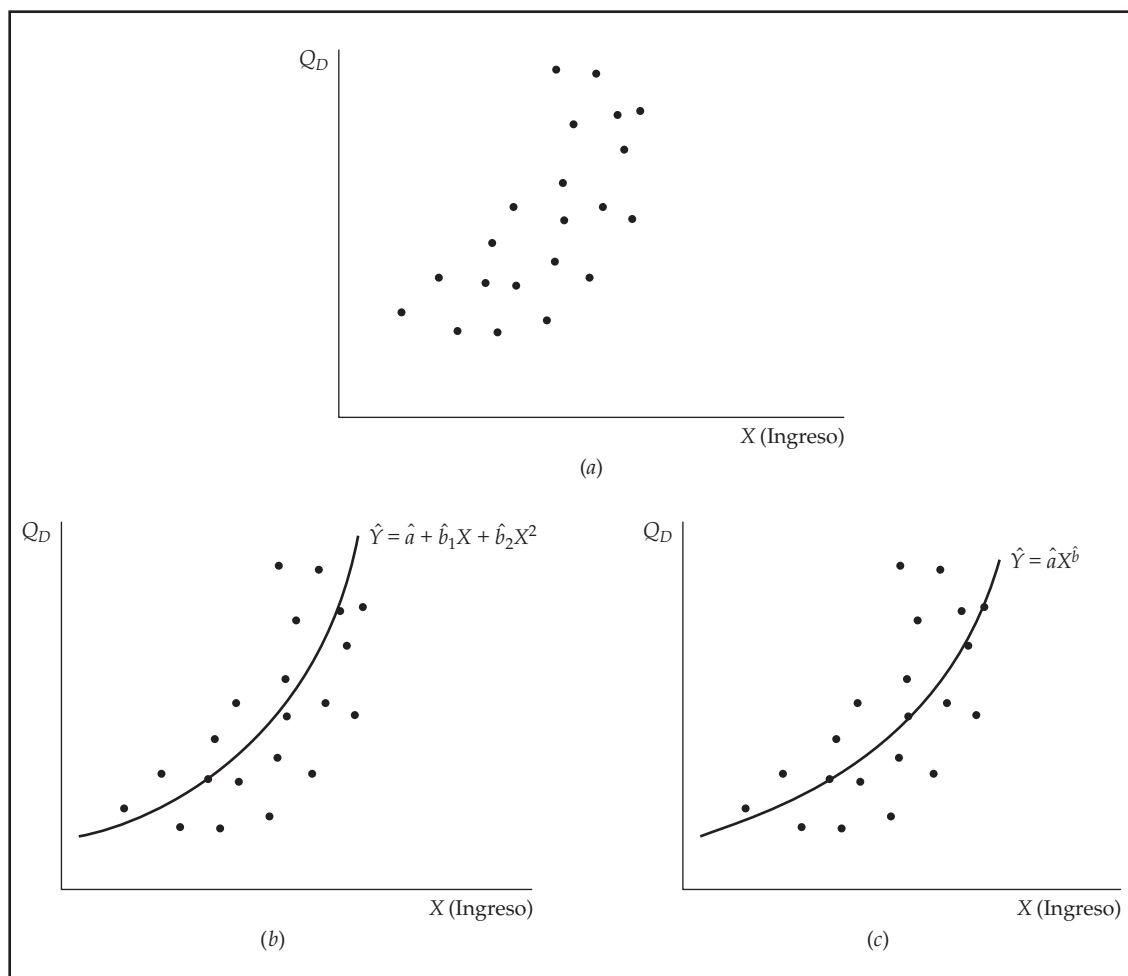 Q_D
X (Ingreso)
(a)
Q_D
Ŷ = â + b̂₁X + b̂₂X²
X (Ingreso)
(b)
Q_D
Ŷ = âX^b̂
X (Ingreso)
(c)